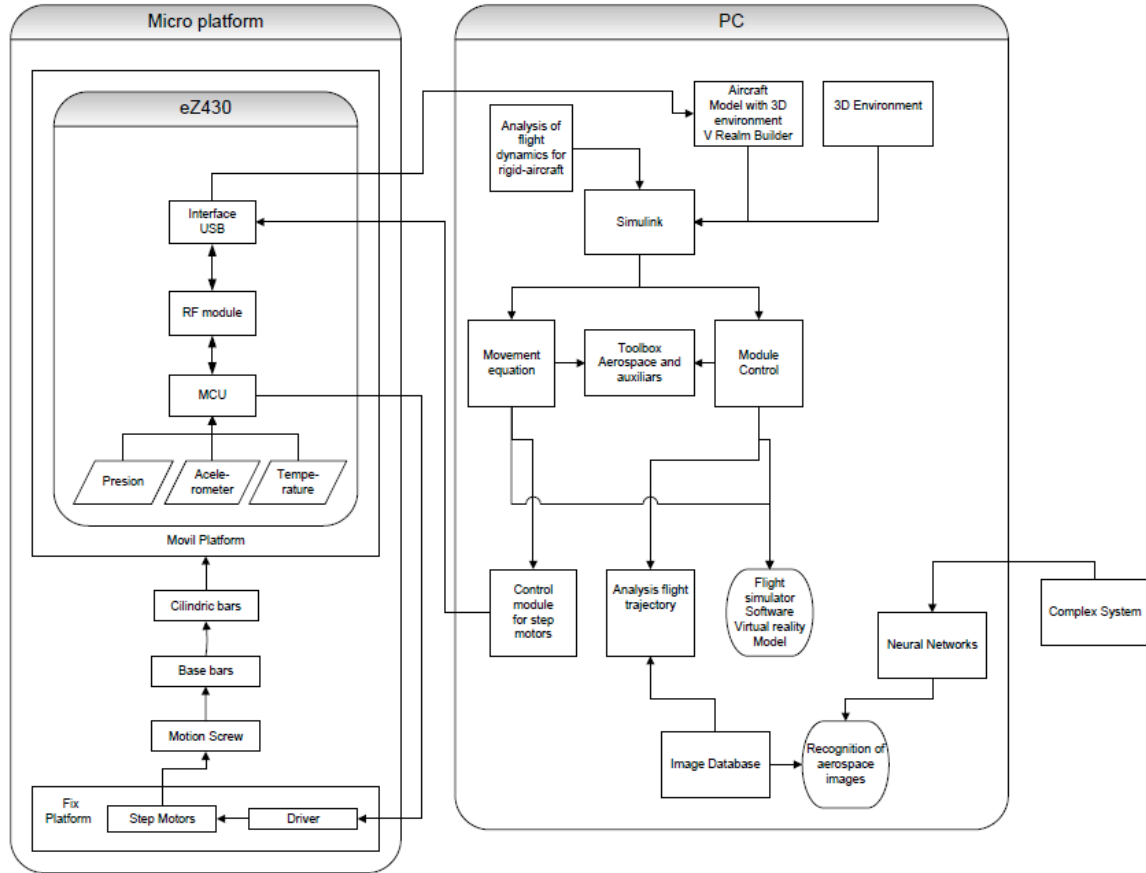 Micro platform
eZ430
Interface
USB
RF module
MCU
Presion
Acele-
rometer
Tempe-
rature
Movil Platform
Cilindric bars
Base bars
Motion Screw
Fix
Platform
Step Motors
Driver
PC
Analysis of
flight
dynamics for
rigid-aircraft
Aircraft
Model with 3D
environment
V Realm Builder
3D Environment
Simulink
Movement
equation
Toolbox
Aerospace and
auxiliars
Module
Control
Control
module
for step
motors
Analysis flight
trajectory
Flight
simulator
Software
Virtual reality
Model
Neural Networks
Complex System
Image Database
Recognition of
aerospace
images